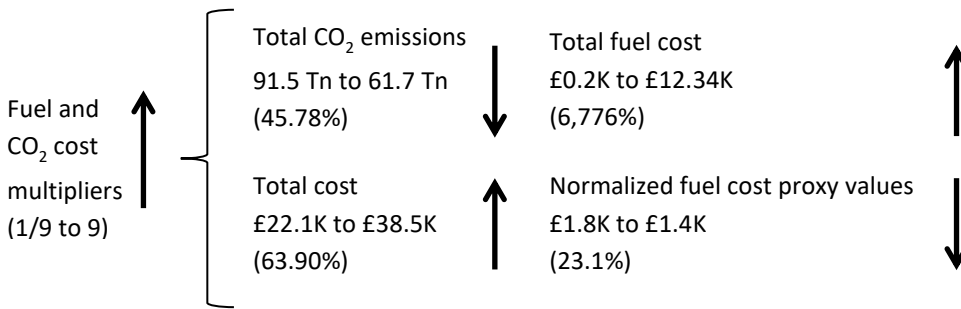 Fuel and
CO₂ cost
multipliers
(1/9 to 9)
Total CO₂ emissions
91.5 Tn to 61.7 Tn
(45.78%)
Total fuel cost
£0.2K to £12.34K
(6,776%)
Total cost
£22.1K to £38.5K
(63.90%)
Normalized fuel cost proxy values
£1.8K to £1.4K
(23.1%)